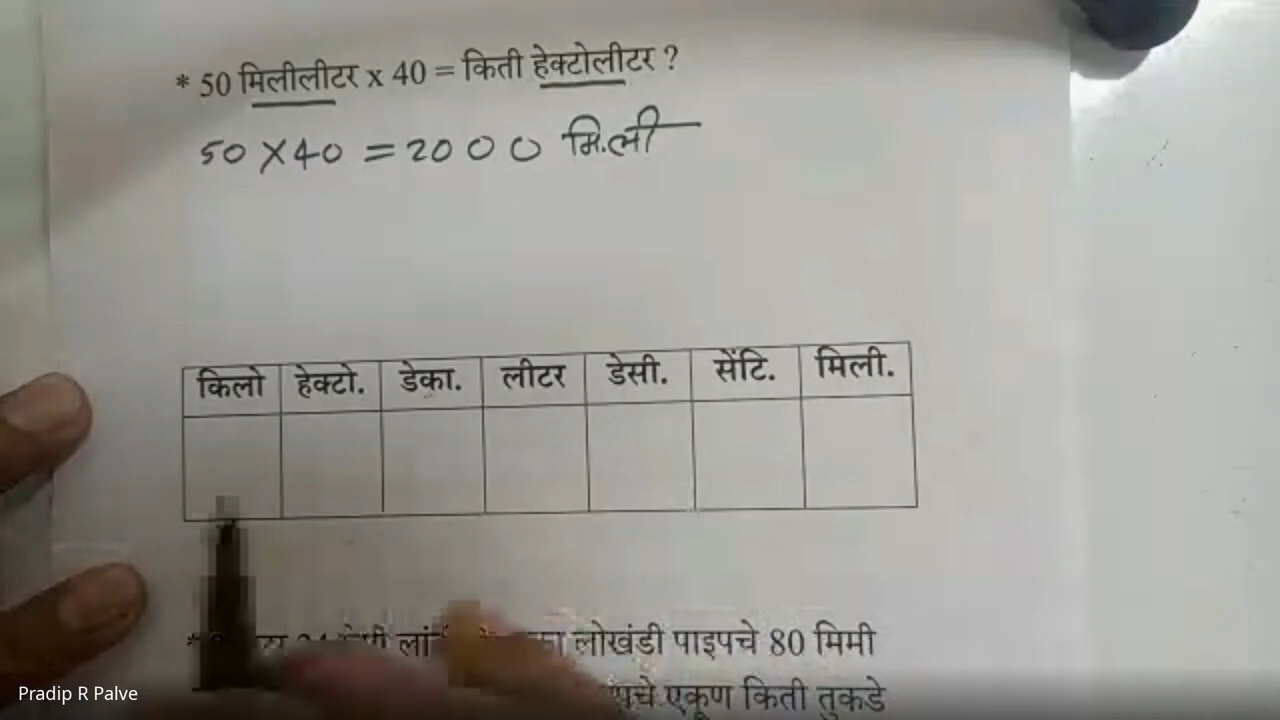 * 50 मिलीलीटर x 40 = किती हेक्टोलीटर ?
50 X 40 = 2000 मि.ली
किलो हेक्टो. डेका. लीटर डेसी. सेंटि. मिली.
लोखंडी पाइपचे 80 मिमी
एकूण किती तुकडे
Pradip R Palve